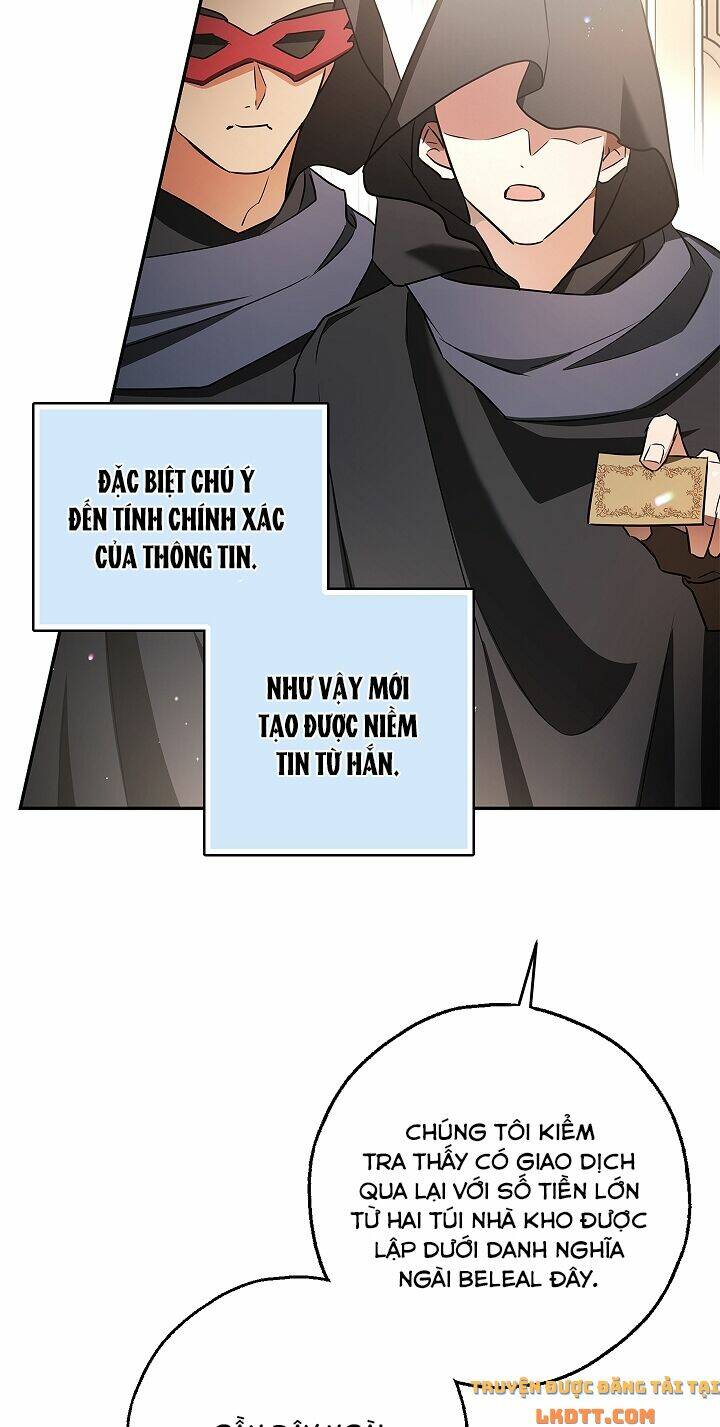 ĐẶC BIỆT CHÚ Ý
ĐẾN TÍNH CHÍNH XÁC
CỦA THÔNG TIN.
NHƯ VẬY MỚI
TẠO ĐƯỢC NIỀM
TIN TỪ HẮN.
CHÚNG TÔI KIỂM
TRA THẤY CÓ GIAO DỊCH
QUA LẠI VỚI SỐ TIỀN LỚN
TỪ HAI TÚI NHÀ KHO ĐƯỢC
LẬP DƯỚI DANH NGHĨA
NGÀI BELEAL ĐÂY.
TRUYỆN ĐƯỢC ĐĂNG TẢI TẠI
LKDTT.COM